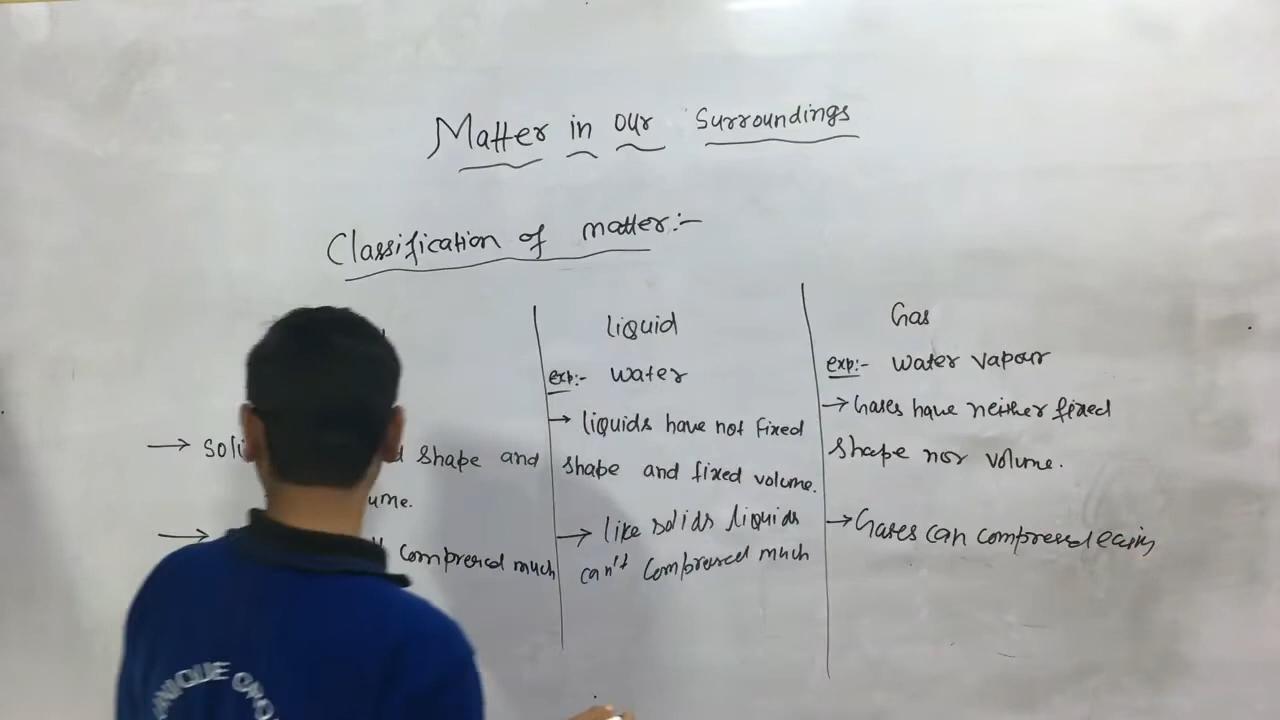 Matter in our Surroundings
Classification of matter:-
liquid
exp:- water
→ liquids have not fixed
shape and fixed volume.
→ like solids liquids
can't compressed much
Gas
exp:- water vapour
→ Gases have neither fixed
shape nor volume.
→ Gases can compressed easily
→
shape and
→
compressed much